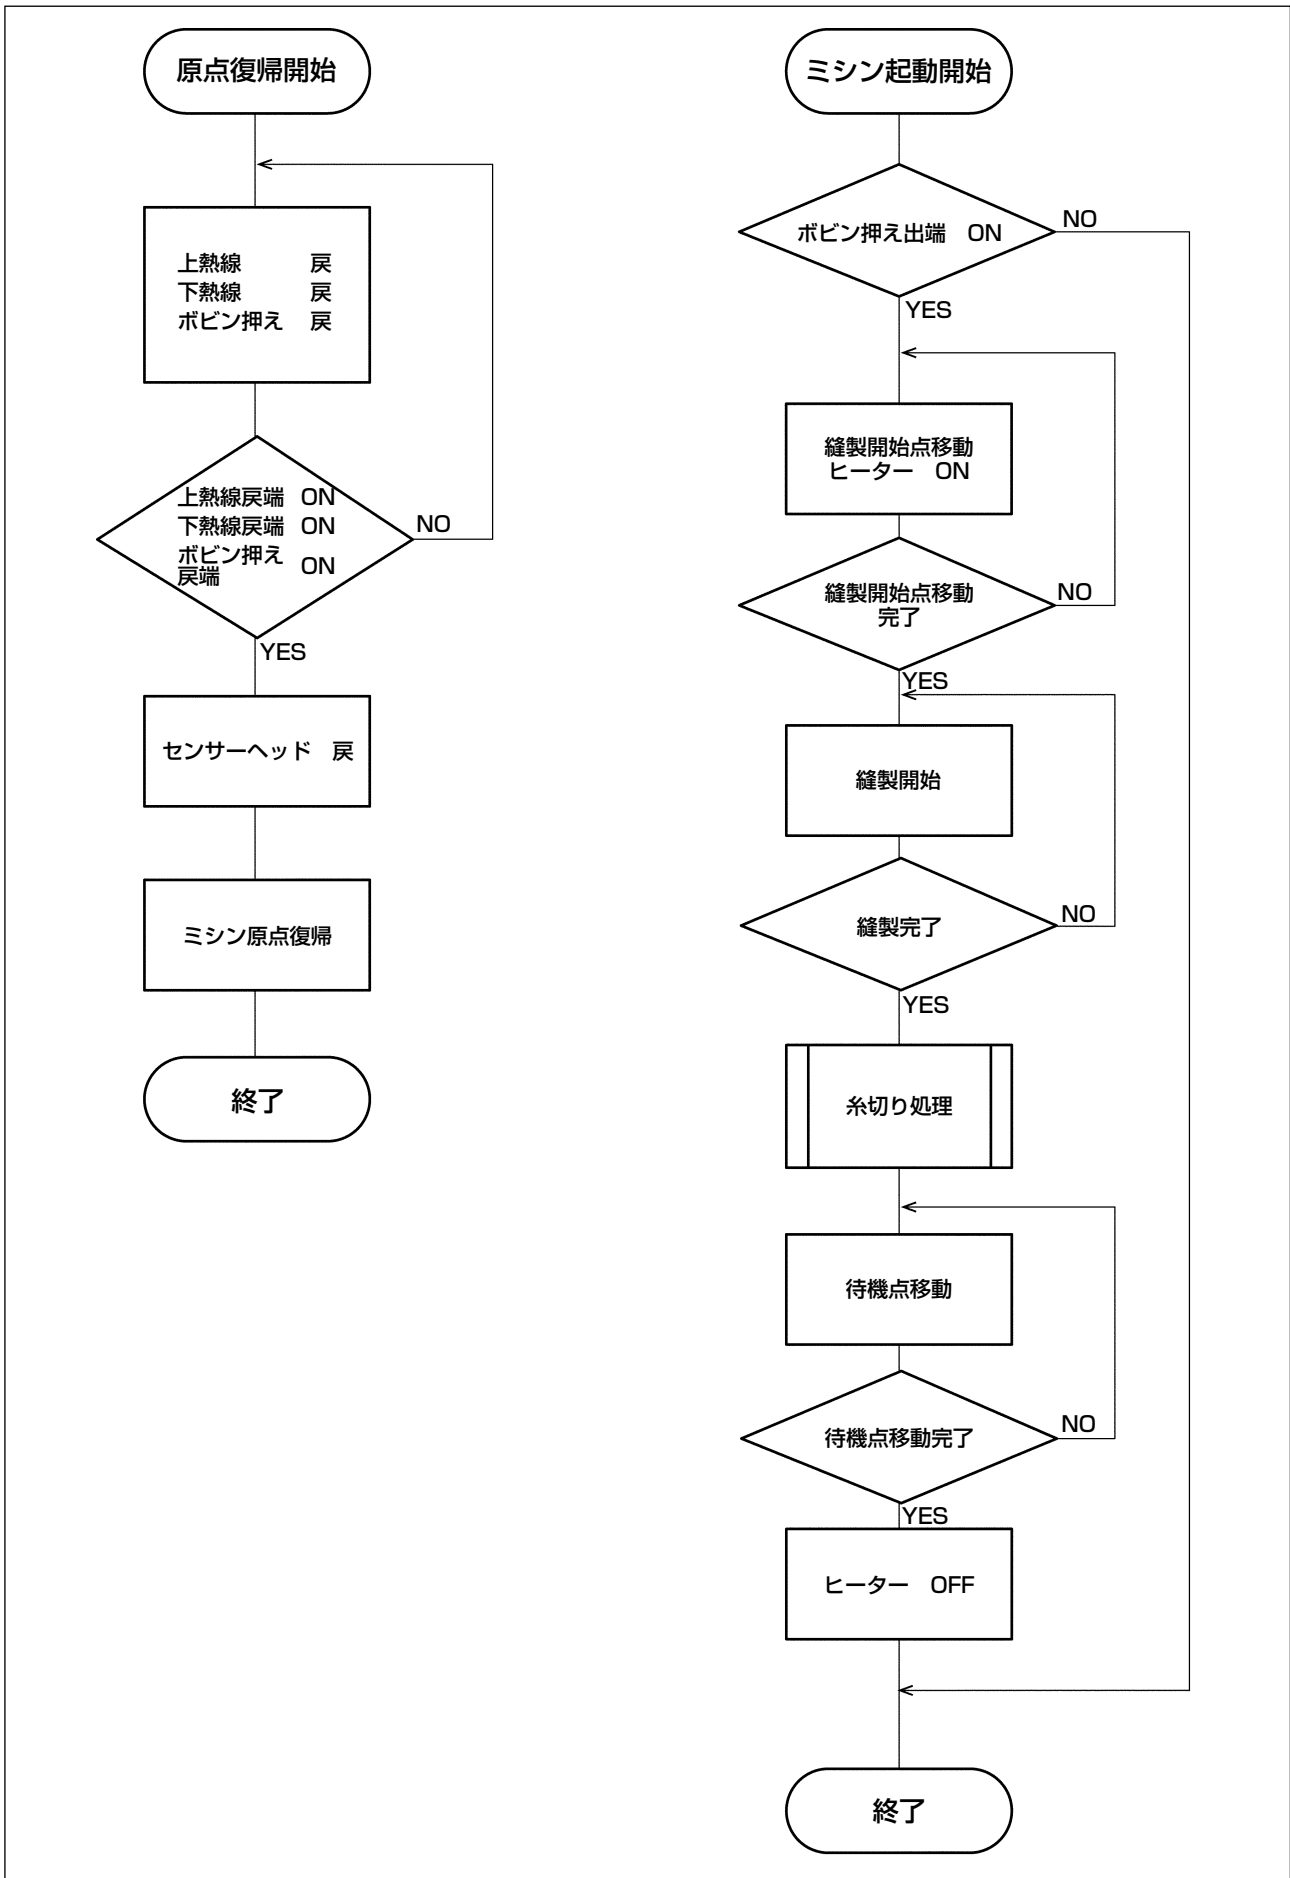 原点復帰開始
上熱線　戻
下熱線　戻
ボビン押え　戻
上熱線戻端　ON
下熱線戻端　ON
ボビン押え
戻端　ON
NO
YES
センサーヘッド　戻
ミシン原点復帰
終了
ミシン起動開始
ボビン押え出端　ON
NO
YES
縫製開始点移動
ヒーター　ON
縫製開始点移動
完了
NO
YES
縫製開始
縫製完了
NO
YES
糸切り処理
待機点移動
待機点移動完了
NO
YES
ヒーター　OFF
終了